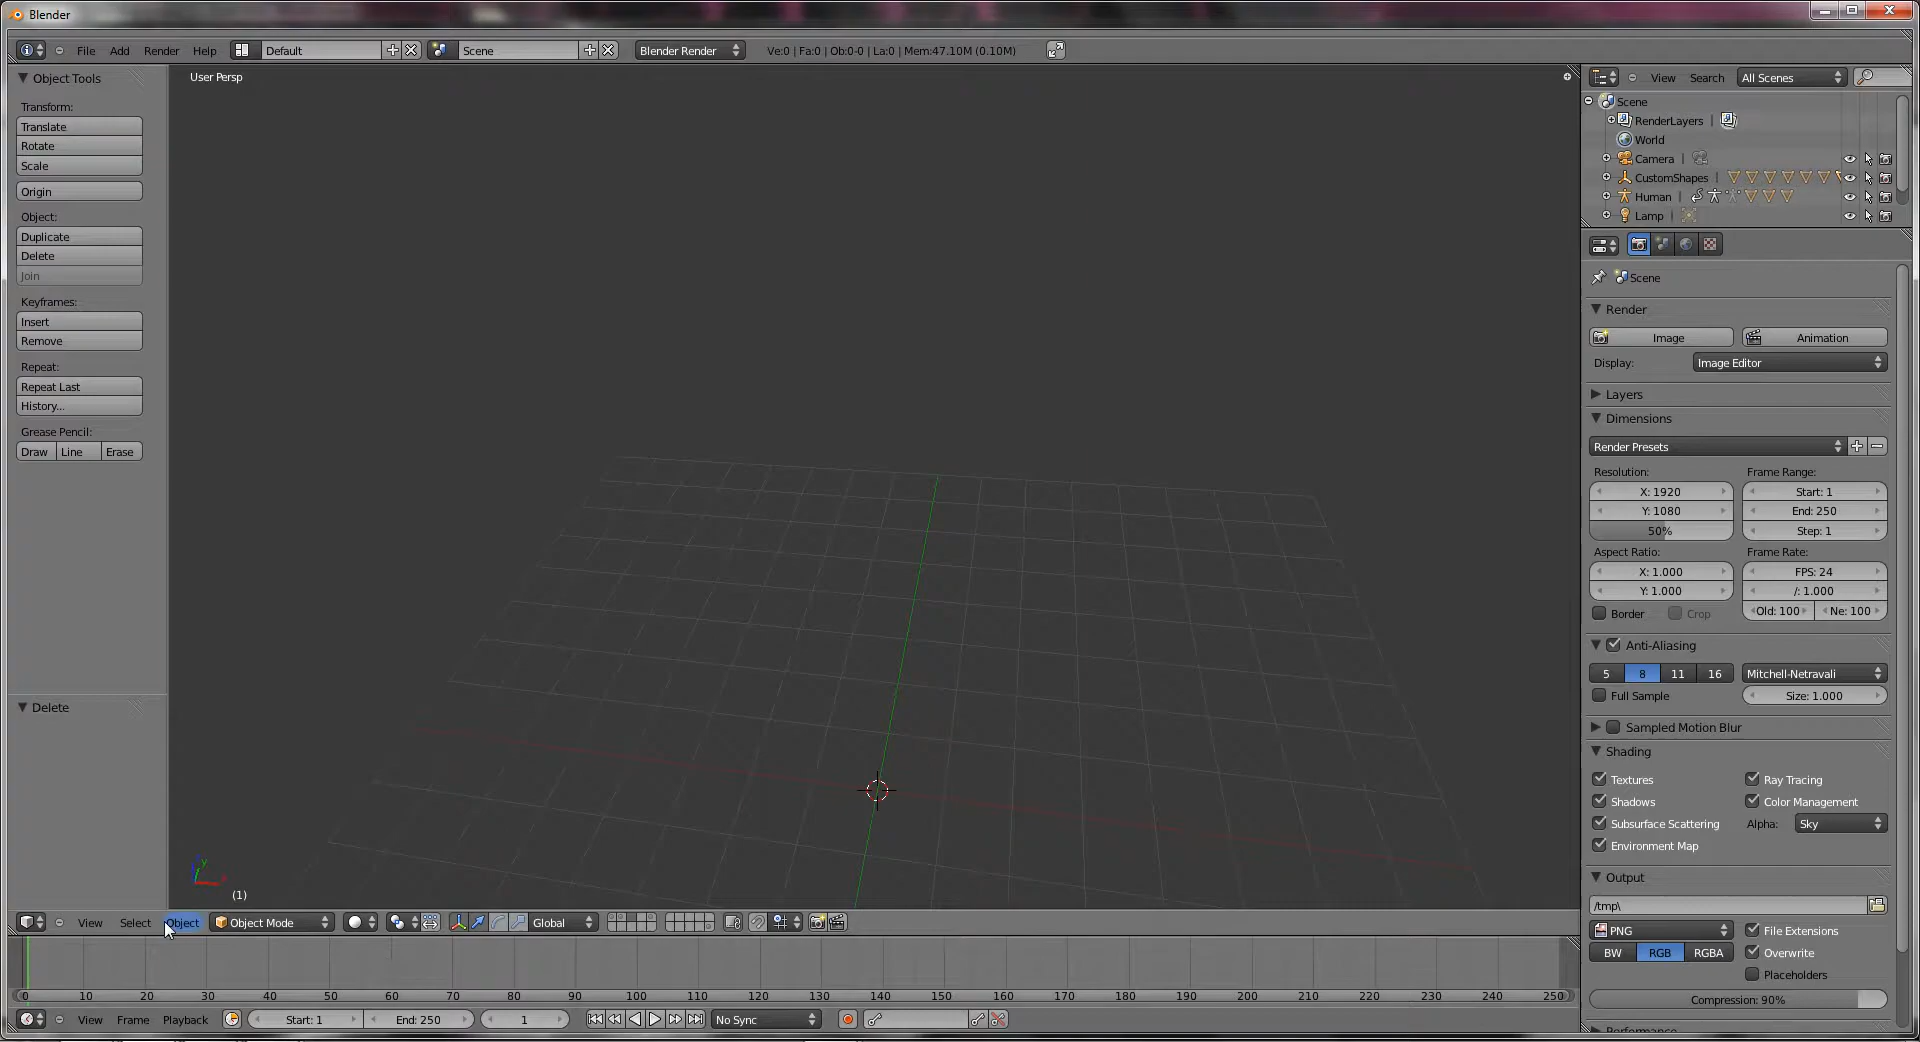 Blender
File Add Render Help Default Scene Blender Render Ve:0 | Fa:0 | Ob:0-0 | La:0 | Mem:47.10M (0.10M)
Object Tools
Transform:
Translate
Rotate
Scale
Origin
Object:
Duplicate
Delete
Join
Keyframes:
Insert
Remove
Repeat:
Repeat Last
History...
Grease Pencil:
Draw Line Erase
Delete
User Persp
(1)
View Search All Scenes
Scene
RenderLayers
World
Camera
CustomShapes
Human
Lamp
Scene
Render
Image Animation
Display: Image Editor
Layers
Dimensions
Render Presets
Resolution: Frame Range:
X: 1920 Start: 1
Y: 1080 End: 250
50% Step: 1
Aspect Ratio: Frame Rate:
X: 1.000 FPS: 24
Y: 1.000 /: 1.000
Border Crop Old: 100 Ne: 100
Anti-Aliasing
5 8 11 16 Mitchell-Netravali
Full Sample Size: 1.000
Sampled Motion Blur
Shading
Textures Ray Tracing
Shadows Color Management
Subsurface Scattering Alpha: Sky
Environment Map
Output
/tmp\
PNG File Extensions
BW RGB RGBA Overwrite
Placeholders
Compression: 90%
Performance
View Select Object Object Mode Global
0 10 20 30 40 50 60 70 80 90 100 110 120 130 140 150 160 170 180 190 200 210 220 230 240 250
View Frame Playback Start: 1 End: 250 1 No Sync